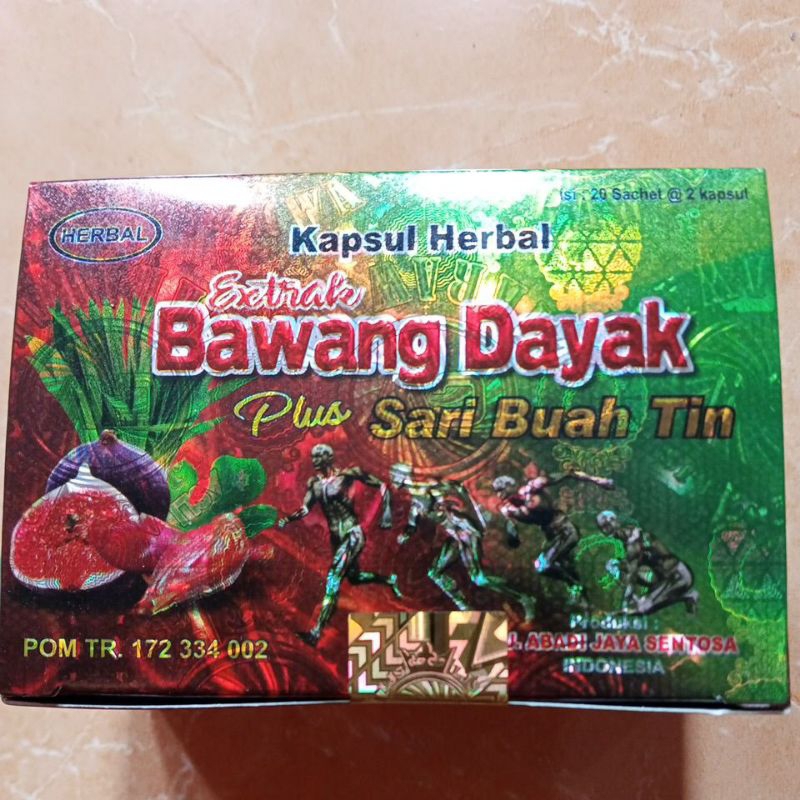 isi : 20 Sachet @ 2 kapsul
HERBAL
Kapsul Herbal
Extrak
Bawang Dayak
Plus Sari Buah Tin
POM TR. 172 334 002
Produksi :
J. ABADI JAYA SENTOSA
INDONESIA